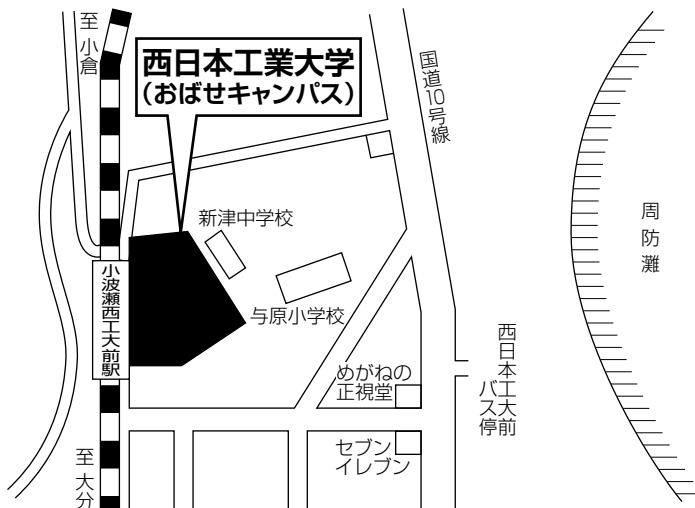 至 小倉
西日本工業大学
(おばせキャンパス)
国道10号線
新津中学校
周防灘
小波瀬西工大前駅
与原小学校
西日本工大前
バス停
めがねの
正視堂
セブン
イレブン
至 大分